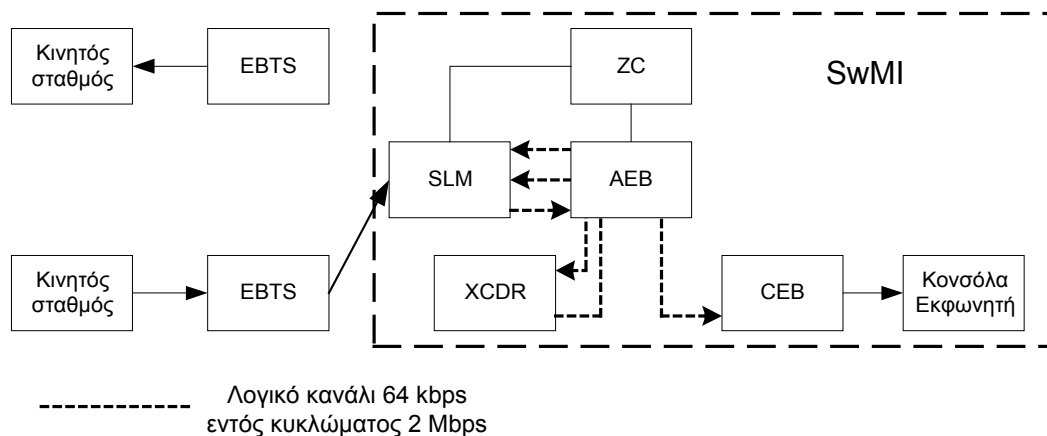 Κινητός
σταθμός
EBTS
ZC
SwMI
SLM
AEB
Κινητός
σταθμός
EBTS
XCDR
CEB
Κονσόλα
Εκφωνητή
Λογικό κανάλι 64 kbps
εντός κυκλώματος 2 Mbps